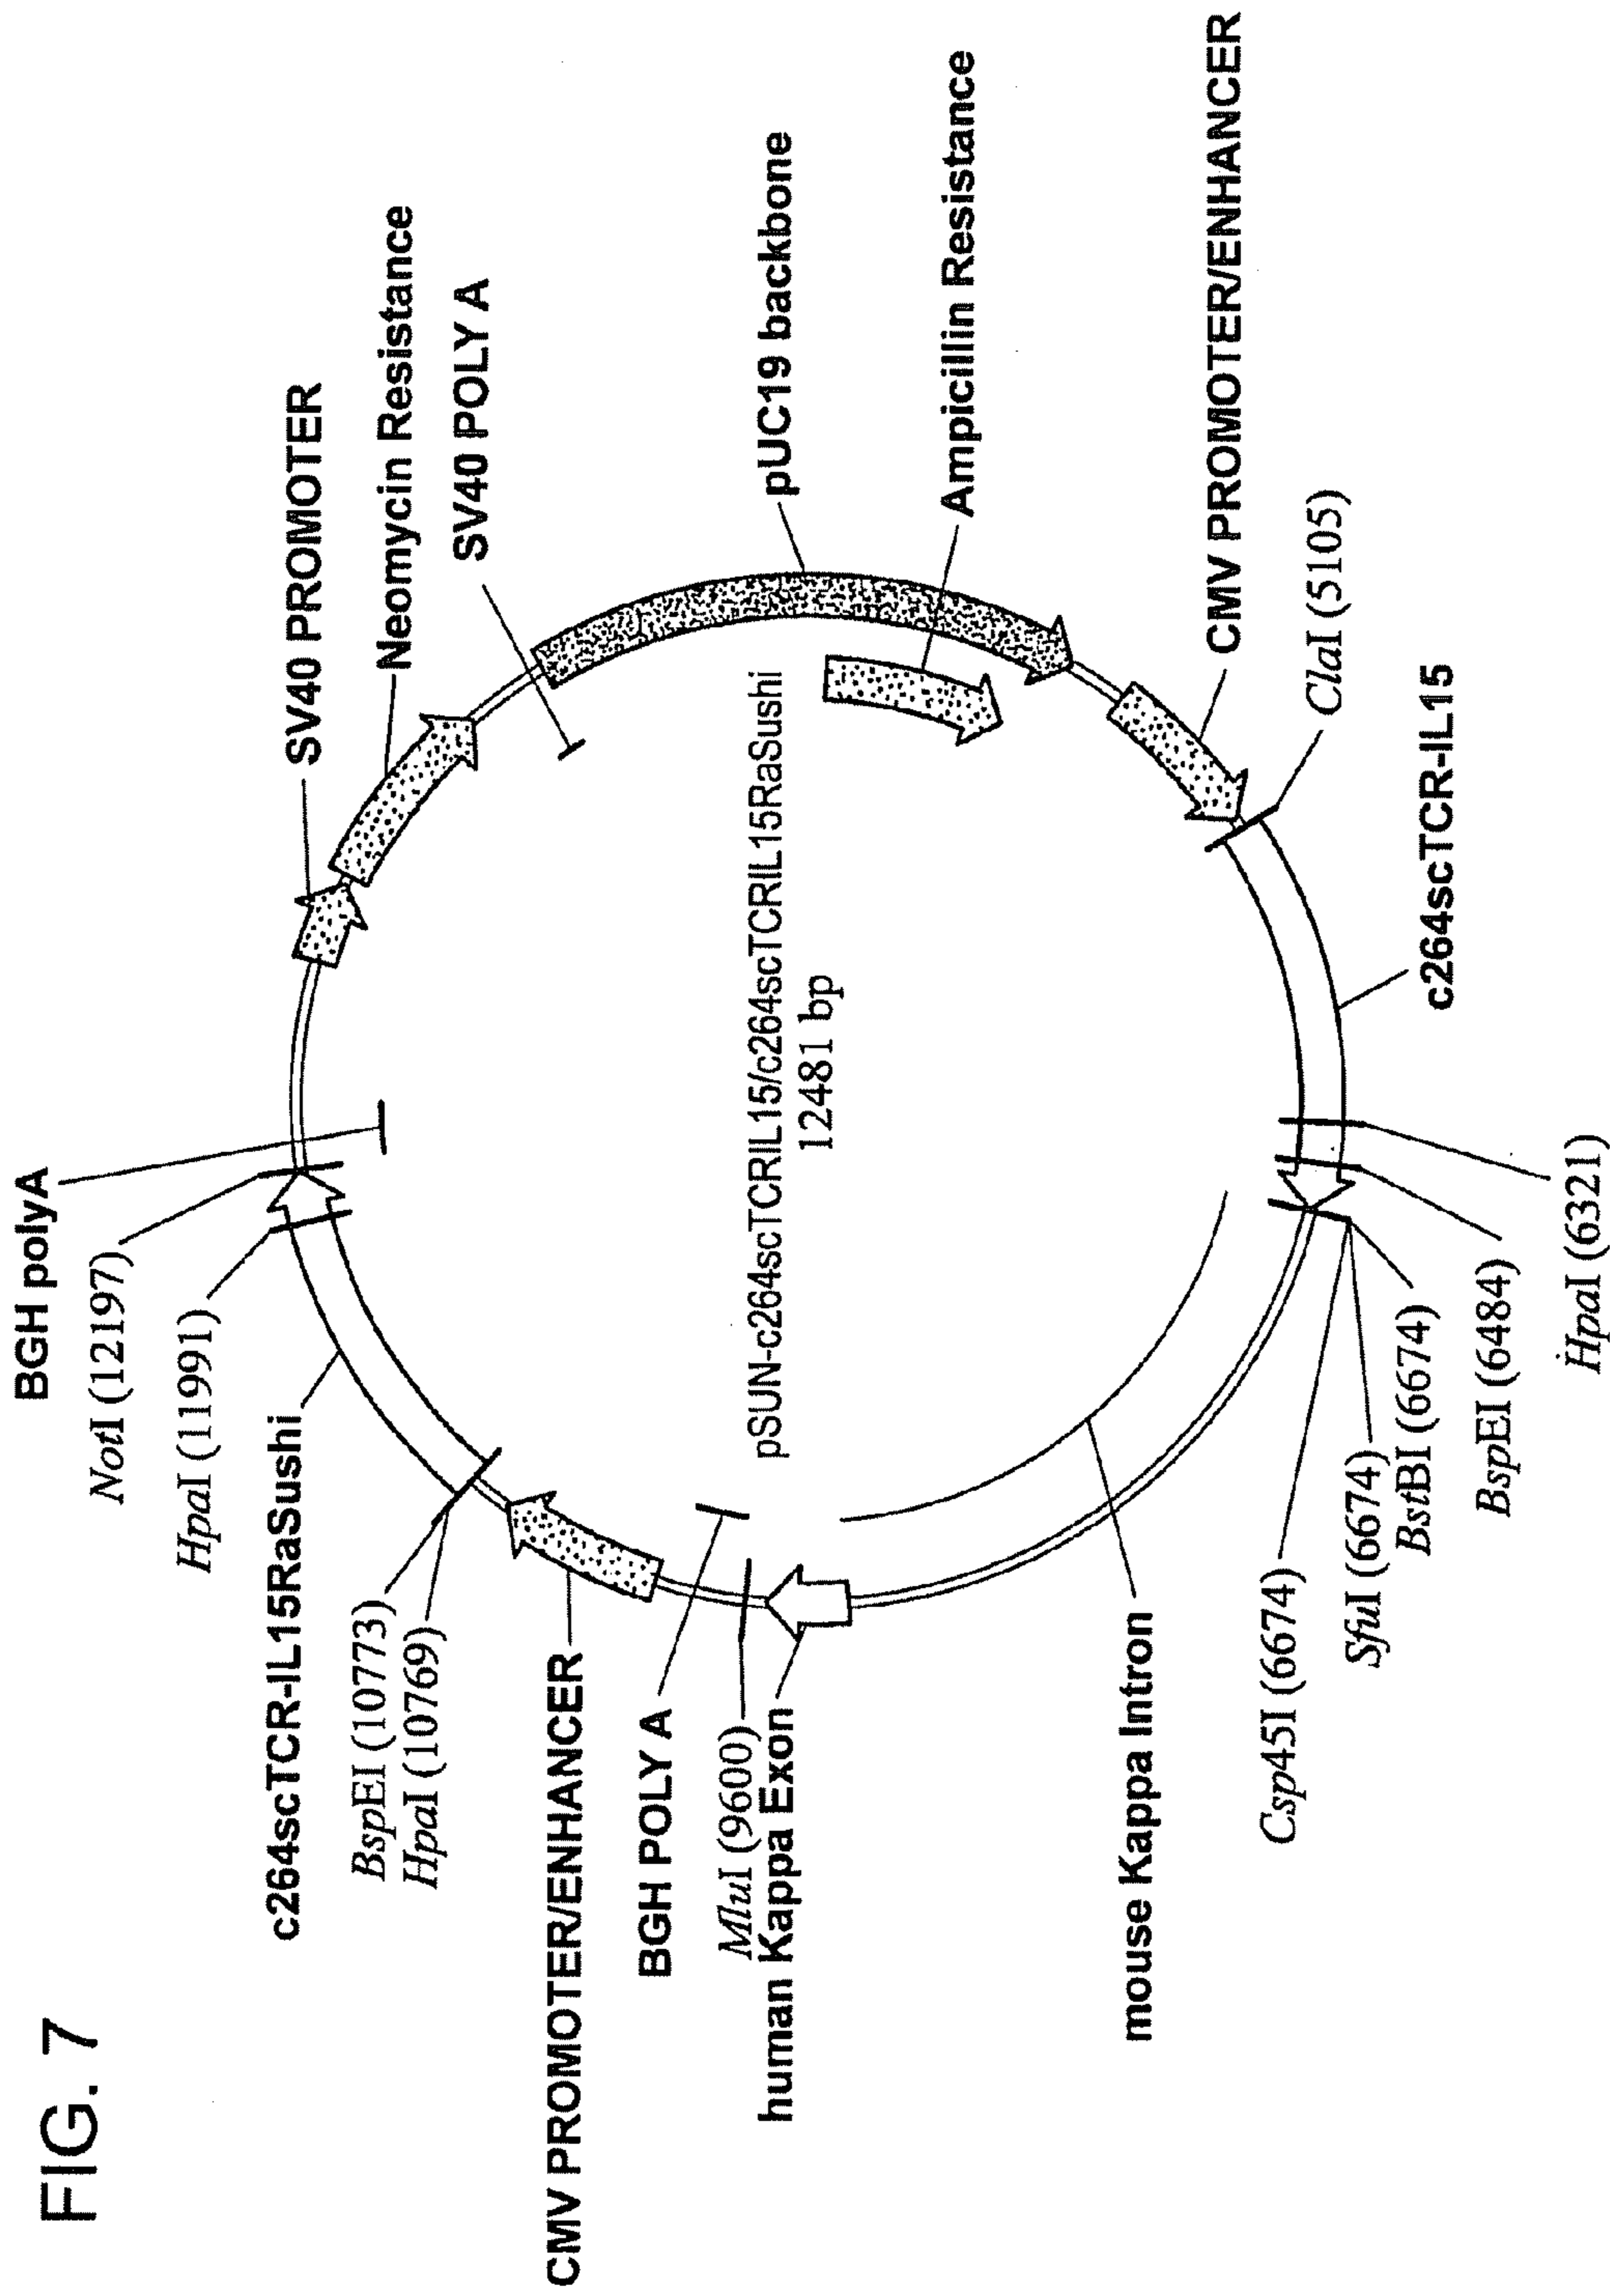 FIG. 7
BGH polyA
NotI (12197)
HpaI (11991)
c264scTCR-IL15RaSushi
BspEI (10773)
HpaI (10769)
CMV PROMOTER/ENHANCER
BGH POLY A
MluI (9600)
human Kappa Exon
mouse Kappa Intron
Csp45I (6674)
SfuI (6674)
BstBI (6674)
BspEI (6484)
HpaI (6321)
c264scTCR-IL15
ClaI (5105)
CMV PROMOTER/ENHANCER
Ampicillin Resistance
pUC19 backbone
SV40 POLY A
Neomycin Resistance
SV40 PROMOTER
pSUN-c264scTCRIL15/c264scTCRIL15RaSushi
12481 bp